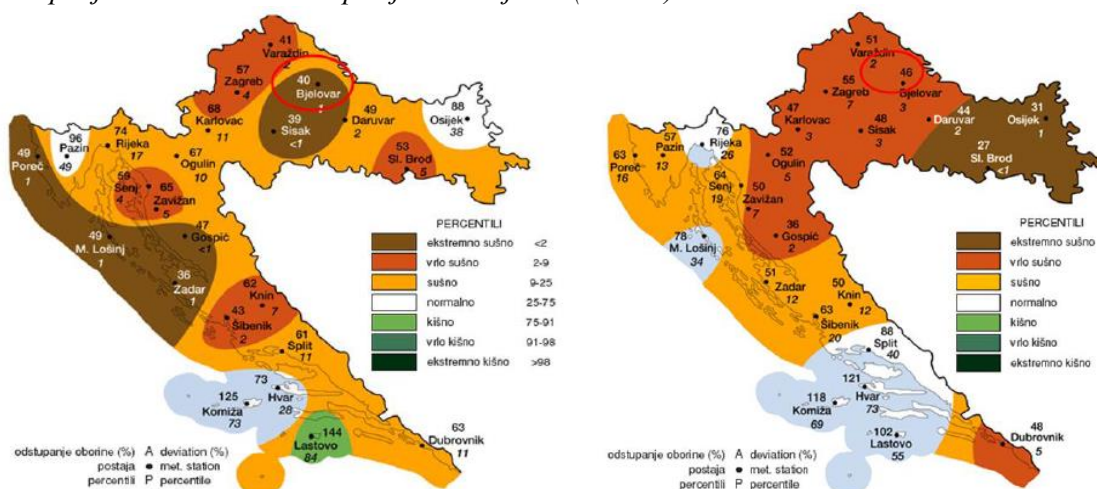 41
Varaždin
2
57
Zagreb
4
40
Bjelovar
1
68
Karlovac
11
39
Sisak
<1
49
Daruvar
2
88
Osijek
38
96
Pazin
49
74
Rijeka
17
49
Poreč
1
67
Ogulin
10
53
Sl. Brod
5
59
Senj
4
65
Zavižan
5
49
M. Lošinj
1
47
Gospić
<1
36
Zadar
1
62
Knin
7
43
Šibenik
2
61
Split
11
73
Hvar
28
125
Komiža
73
144
Lastovo
84
63
Dubrovnik
11
PERCENTILI
ekstremno sušno <2
vrlo sušno 2-9
sušno 9-25
normalno 25-75
kišno 75-91
vrlo kišno 91-98
ekstremno kišno >98
odstupanje oborine (%) A deviation (%)
postaja ● met. station
percentili P percentile
51
Varaždin
2
55
Zagreb
7
46
Bjelovar
3
47
Karlovac
3
48
Sisak
3
44
Daruvar
2
31
Osijek
1
27
Sl. Brod
<1
57
Pazin
13
76
Rijeka
26
63
Poreč
16
52
Ogulin
5
64
Senj
19
50
Zavižan
7
36
Gospić
2
78
M. Lošinj
34
51
Zadar
12
50
Knin
12
63
Šibenik
20
88
Split
40
121
Hvar
73
118
Komiža
69
102
Lastovo
55
48
Dubrovnik
5
PERCENTILI
ekstremno sušno
vrlo sušno
sušno
normalno
kišno
vrlo kišno
ekstremno kišno
odstupanje oborine (%) A deviation (%)
postaja ● met. station
percentili P percentile